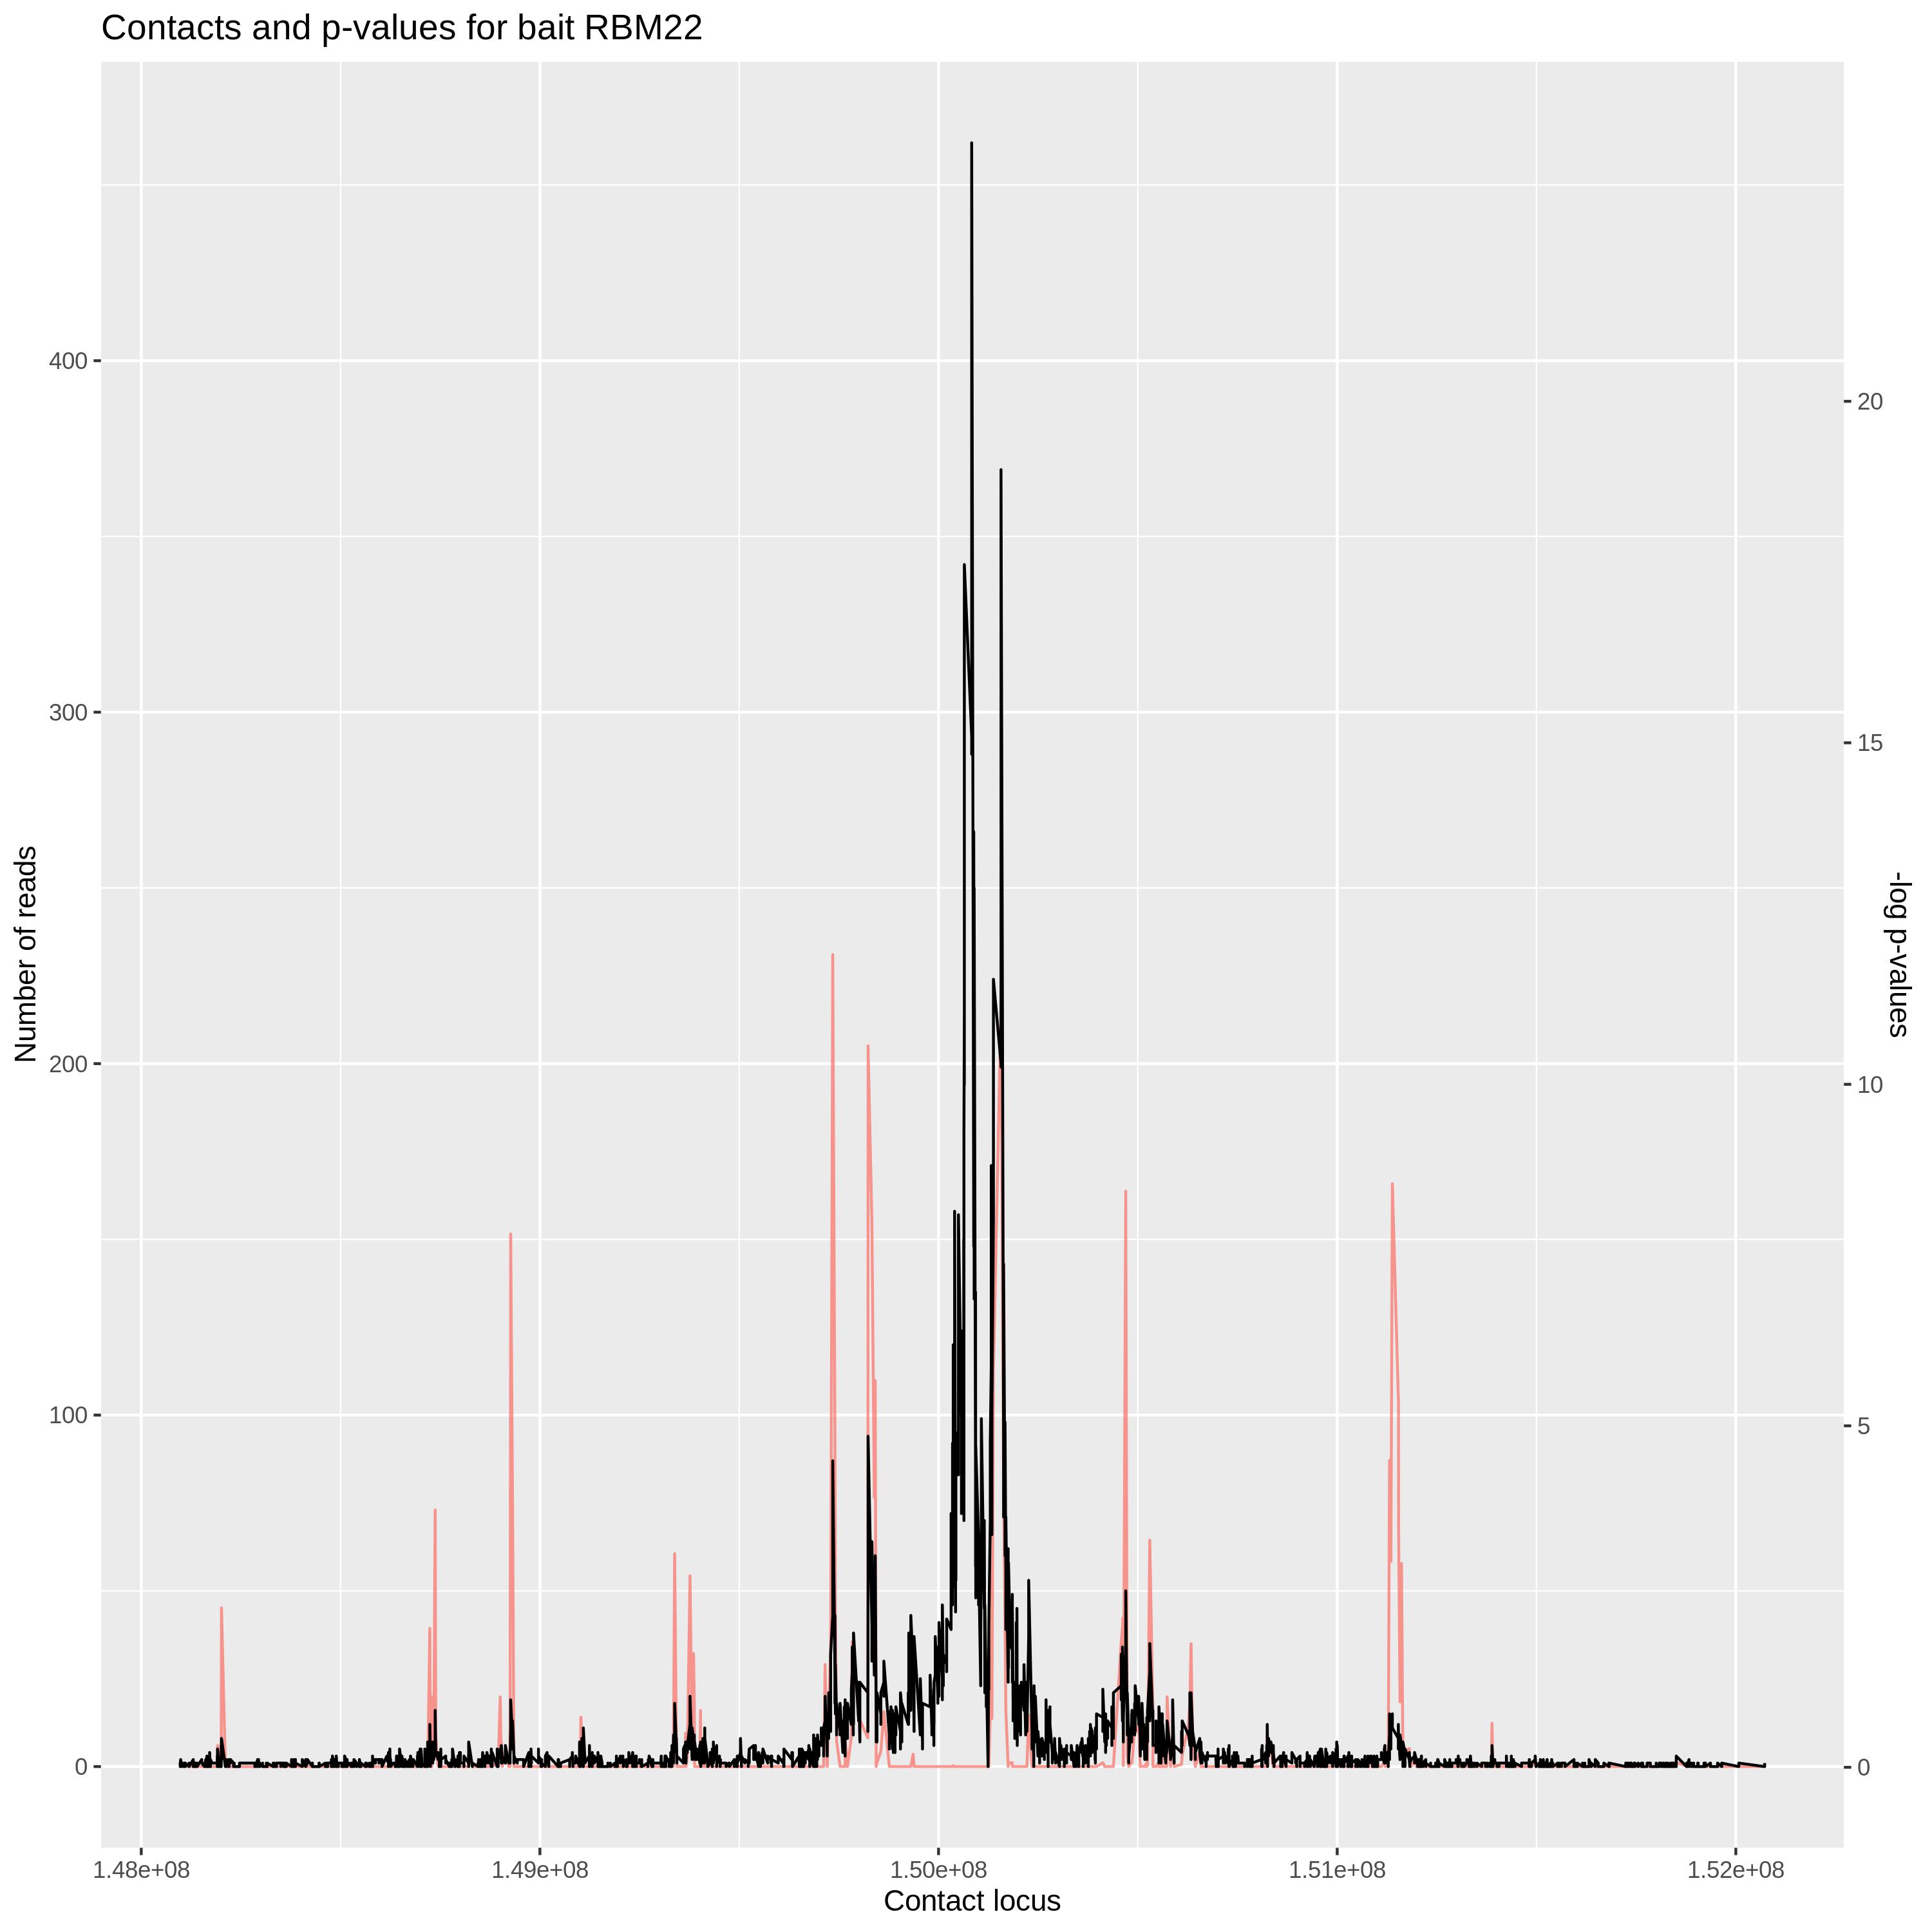 Contacts and p-values for bait RBM22
Number of reads
400
300
200
100
0
20
15
10
5
0
-log p-values
1.48e+08 1.49e+08 1.50e+08 1.51e+08 1.52e+08
Contact locus